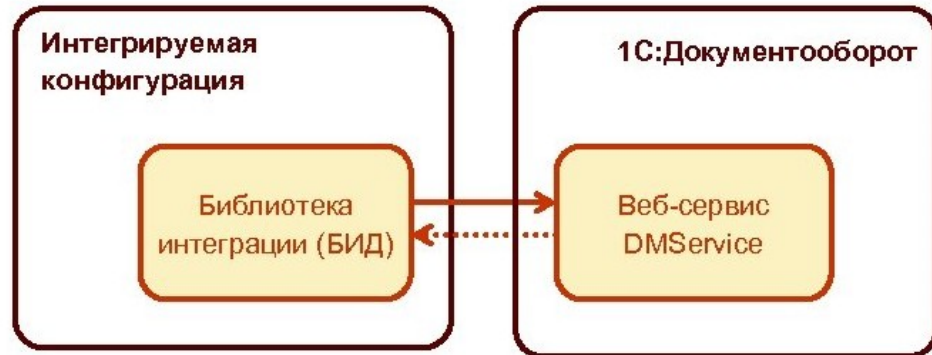 Интегрируемая
конфигурация
1С:Документооборот
Библиотека
интеграции (БИД)
Веб-сервис
DMService